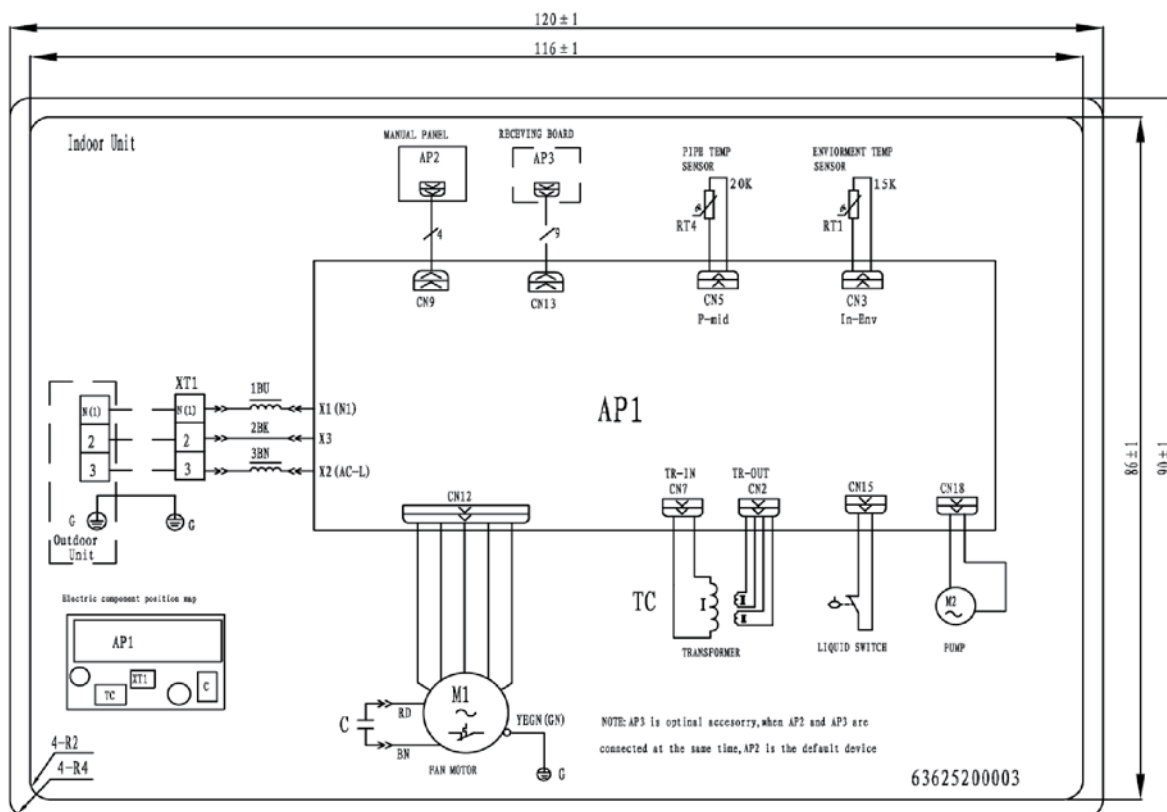 120±1
116±1
Indoor Unit
MANUAL PANEL
AP2
RECEVING BOARD
AP3
PIPE TEMP
SENSOR
20K
RT4
ENVIORMENT TEMP
SENSOR
15K
RT1
4
9
CN9
CN13
CN5
P-mid
CN3
In-Env
XT1
N(1)
2
3
N(1)
2
3
1BU
2BK
3BN
X1(N1)
X3
X2(AC-L)
AP1
86±1
90±1
G
G
Outdoor
Unit
CN12
TR-IN
CN7
TR-OUT
CN2
CN15
CN18
TC
I
II
II
TRANSFORMER
LIQUID SWITCH
M2
PUMP
Electric component position map
AP1
XT1
TC
C
C
RD
BN
M1
YEGN(GN)
G
FAN MOTOR
NOTE:AP3 is optinal accesorry,when AP2 and AP3 are
connected at the same time,AP2 is the default device
4-R2
4-R4
63625200003